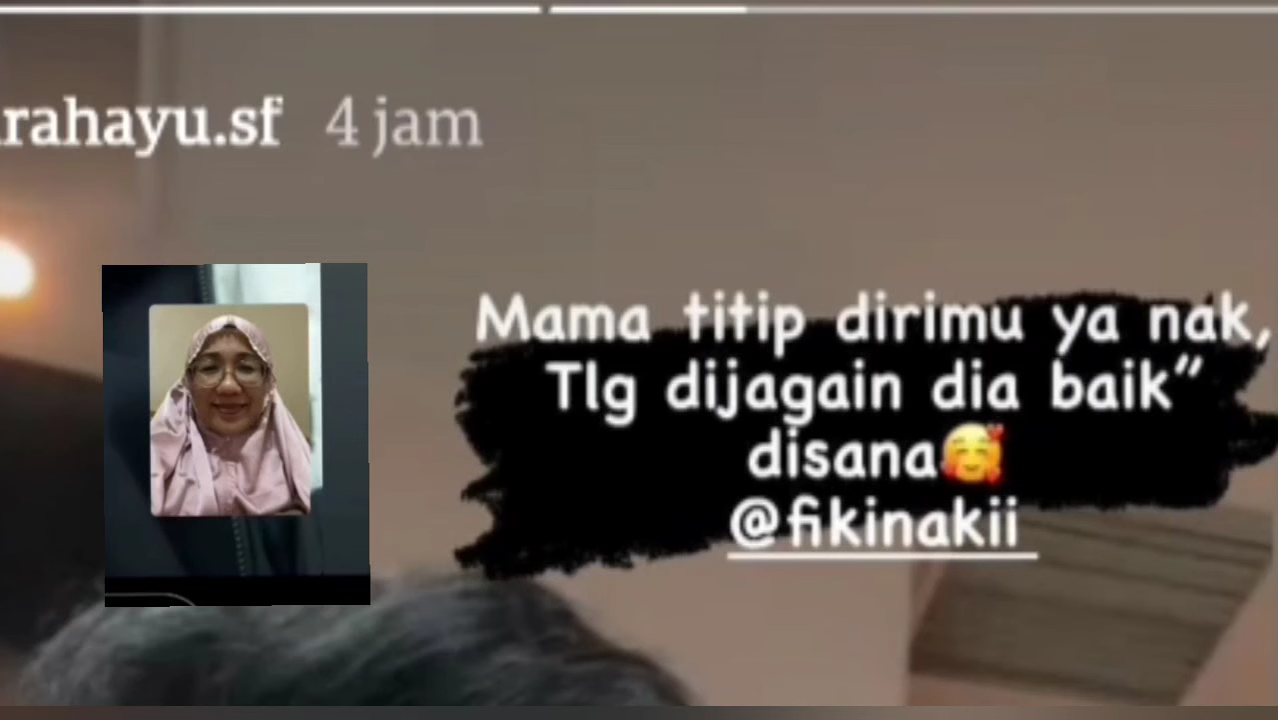 rahayu.sf 4 jam
Mama titip dirimu ya nak,
Tlg dijagain dia baik”
disana🥰
@fikinakii